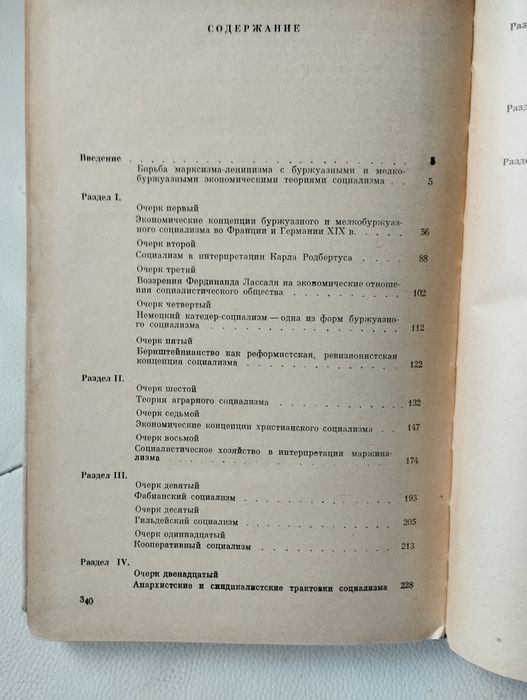 СОДЕРЖАНИЕ
Введение . . . . . . . . . . . . . . . . . . . . 5
Борьба марксизма-ленинизма с буржуазными и мелко-
буржуазными экономическими теориями социализма . . 5
Раздел I.
Очерк первый
Экономические концепции буржуазного и мелкобуржуаз-
ного социализма во Франции и Германии XIX в. . . . . 56
Очерк второй
Социализм в интерпретации Карла Родбертуса . . . 88
Очерк третий
Воззрения Фердинанда Лассаля на экономические отноше-
ния социалистического общества . . . . . . . . 102
Очерк четвертый
Немецкий катедер-социализм — одна из форм буржуазно-
го социализма . . . . . . . . . . . . . . 112
Очерк пятый
Бернштейнианство как реформистская, ревизионистская
концепция социализма . . . . . . . . . . . . 122
Раздел II.
Очерк шестой
Теория аграрного социализма . . . . . . . . . 132
Очерк седьмой
Экономические концепции христианского социализма . . 147
Очерк восьмой
Социалистическое хозяйство в интерпретации маржина-
лизма . . . . . . . . . . . . . . . . . 174
Раздел III.
Очерк девятый
Фабианский социализм . . . . . . . . . . . . 193
Очерк десятый
Гильдейский социализм . . . . . . . . . . . 205
Очерк одиннадцатый
Кооперативный социализм . . . . . . . . . . 213
Раздел IV.
Очерк двенадцатый
Анархистские и синдикалистские трактовки социализма 228
340
Раз
Разд
Разд